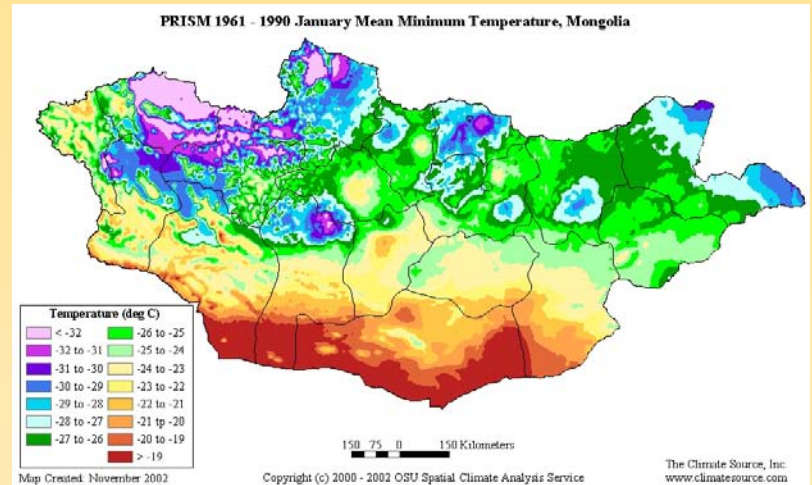 PRISM 1961 - 1990 January Mean Minimum Temperature, Mongolia
Temperature (deg C)
< -32
-32 to -31
-31 to -30
-30 to -29
-29 to -28
-28 to -27
-27 to -26
-26 to -25
-25 to -24
-24 to -23
-23 to -22
-22 to -21
-21 tp -20
-20 to -19
> -19
150 75 0 150 Kilometers
Map Created: November 2002
Copyright (c) 2000 - 2002 OSU Spatial Climate Analysis Service
The Climate Source, Inc.
www.climatesource.com